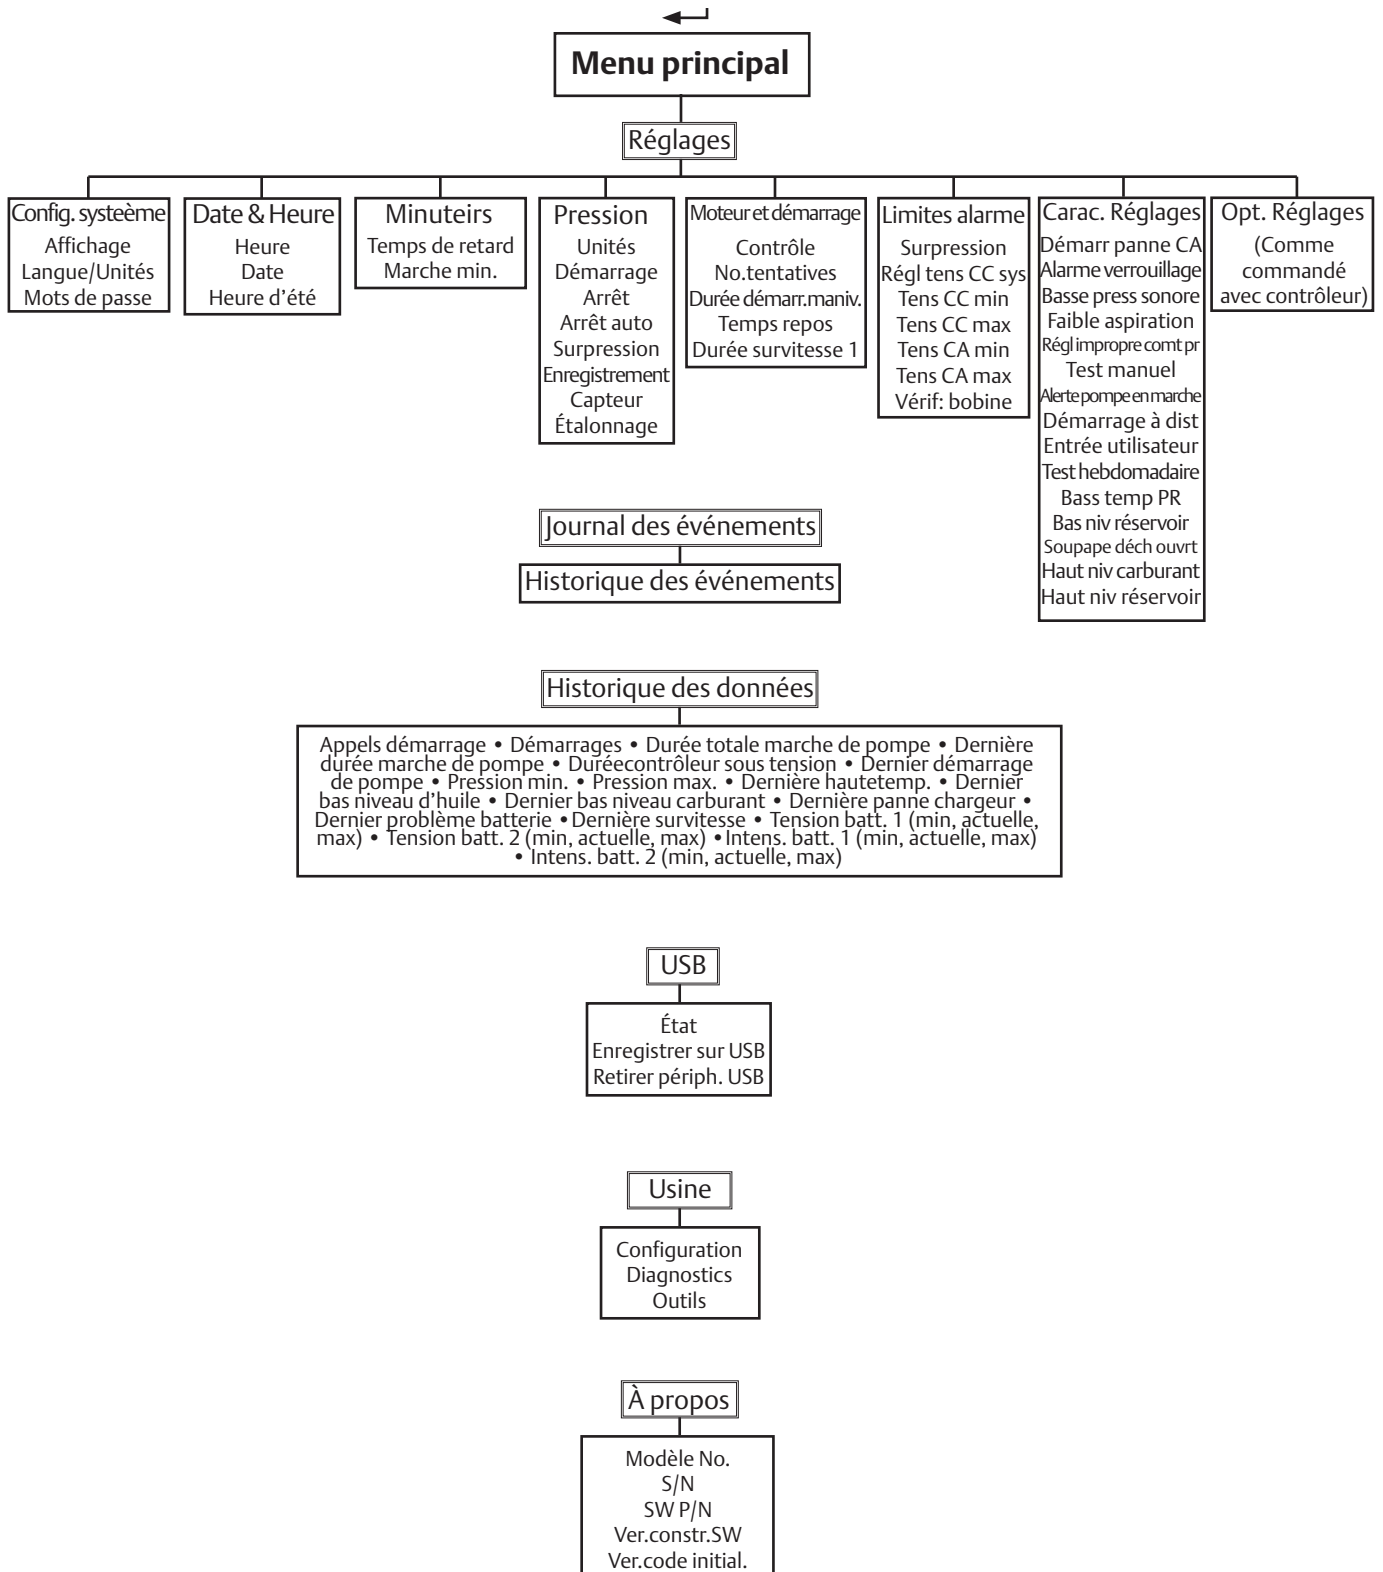 Menu principal
Réglages
Config. systeème
Affichage
Langue/Unités
Mots de passe
Date & Heure
Heure
Date
Heure d'été
Minuteirs
Temps de retard
Marche min.
Pression
Unités
Démarrage
Arrêt
Arrêt auto
Surpression
Enregistrement
Capteur
Étalonnage
Moteur et démarrage
Contrôle
No.tentatives
Durée démarr.maniv.
Temps repos
Durée survitesse 1
Limites alarme
Surpression
Régl tens CC sys
Tens CC min
Tens CC max
Tens CA min
Tens CA max
Vérif: bobine
Carac. Réglages
Démarr panne CA
Alarme verrouillage
Basse press sonore
Faible aspiration
Régl impropre comt pr
Test manuel
Alerte pompe en marche
Démarrage à dist
Entrée utilisateur
Test hebdomadaire
Bass temp PR
Bas niv réservoir
Soupape déch ouvrt
Haut niv carburant
Haut niv réservoir
Opt. Réglages
(Comme
commandé
avec contrôleur)
Journal des événements
Historique des événements
Historique des données
Appels démarrage • Démarrages • Durée totale marche de pompe • Dernière
durée marche de pompe • Duréecontrôleur sous tension • Dernier démarrage
de pompe • Pression min. • Pression max. • Dernière hautetemp. • Dernier
bas niveau d'huile • Dernier bas niveau carburant • Dernière panne chargeur •
Dernier problème batterie • Dernière survitesse • Tension batt. 1 (min, actuelle,
max) • Tension batt. 2 (min, actuelle, max) • Intens. batt. 1 (min, actuelle, max)
• Intens. batt. 2 (min, actuelle, max)
USB
État
Enregistrer sur USB
Retirer périph. USB
Usine
Configuration
Diagnostics
Outils
À propos
Modèle No.
S/N
SW P/N
Ver.constr.SW
Ver.code initial.